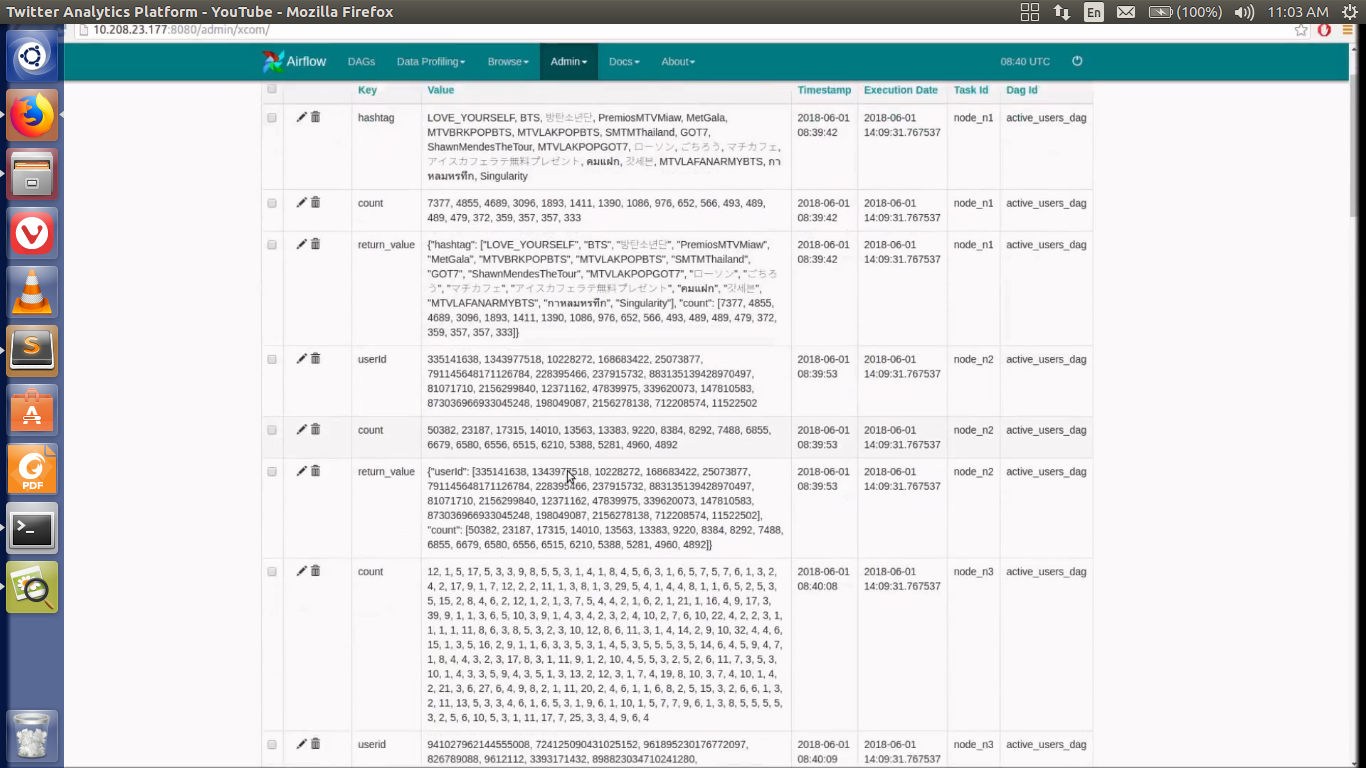 Twitter Analytics Platform - YouTube - Mozilla Firefox
En
(100%)
11:03 AM
10.208.23.177:8080/admin/xcom/
Airflow
DAGs
Data Profiling
Browse
Admin
Docs
About
08:40 UTC
Key Value Timestamp Execution Date Task Id Dag Id
hashtag
LOVE_YOURSELF, BTS, 방탄소년단, PremiosMTVMiaw, MetGala,
MTVBRKPOPBTS, MTVLAKPOPBTS, SMTMThailand, GOT7,
ShawnMendesTheTour, MTVLAKPOPGOT7, ローソン, ごちろう, マチカフェ,
アイスカフェラテ無料プレゼント, คมแฝก, 갓세븐, MTVLAFANARMYBTS, กา
หลมหรทึก, Singularity
2018-06-01
08:39:42
2018-06-01
14:09:31.767537
node_n1
active_users_dag
count
7377, 4855, 4689, 3096, 1893, 1411, 1390, 1086, 976, 652, 566, 493, 489,
489, 479, 372, 359, 357, 357, 333
2018-06-01
08:39:42
2018-06-01
14:09:31.767537
node_n1
active_users_dag
return_value
{"hashtag": ["LOVE_YOURSELF", "BTS", "방탄소년단", "PremiosMTVMiaw",
"MetGala", "MTVBRKPOPBTS", "MTVLAKPOPBTS", "SMTMThailand",
"GOT7", "ShawnMendesTheTour", "MTVLAKPOPGOT7", "ローソン", "ごちろ
う", "マチカフェ", "アイスカフェラテ無料プレゼント", "คมแฝก", "갓세븐",
"MTVLAFANARMYBTS", "กาหลมหรทึก", "Singularity"], "count": [7377, 4855,
4689, 3096, 1893, 1411, 1390, 1086, 976, 652, 566, 493, 489, 489, 479, 372,
359, 357, 357, 333]}
2018-06-01
08:39:42
2018-06-01
14:09:31.767537
node_n1
active_users_dag
userId
335141638, 1343977518, 10228272, 168683422, 25073877,
791145648171126784, 228395466, 237915732, 883135139428970497,
81071710, 2156299840, 12371162, 47839975, 339620073, 147810583,
873036966933045248, 198049087, 2156278138, 712208574, 11522502
2018-06-01
08:39:53
2018-06-01
14:09:31.767537
node_n2
active_users_dag
count
50382, 23187, 17315, 14010, 13563, 13383, 9220, 8384, 8292, 7488, 6855,
6679, 6580, 6556, 6515, 6210, 5388, 5281, 4960, 4892
2018-06-01
08:39:53
2018-06-01
14:09:31.767537
node_n2
active_users_dag
return_value
{"userId": [335141638, 1343977518, 10228272, 168683422, 25073877,
791145648171126784, 228395466, 237915732, 883135139428970497,
81071710, 2156299840, 12371162, 47839975, 339620073, 147810583,
873036966933045248, 198049087, 2156278138, 712208574, 11522502],
"count": [50382, 23187, 17315, 14010, 13563, 13383, 9220, 8384, 8292, 7488,
6855, 6679, 6580, 6556, 6515, 6210, 5388, 5281, 4960, 4892]}
2018-06-01
08:39:53
2018-06-01
14:09:31.767537
node_n2
active_users_dag
count
12, 1, 5, 17, 5, 3, 3, 9, 8, 5, 5, 3, 1, 4, 1, 8, 4, 5, 6, 3, 1, 6, 5, 7, 5, 7, 6, 1, 3, 2,
4, 2, 17, 9, 1, 7, 12, 2, 2, 11, 1, 3, 8, 1, 3, 29, 5, 4, 1, 4, 4, 8, 1, 1, 6, 5, 2, 5, 3,
5, 15, 2, 8, 4, 6, 2, 12, 1, 2, 1, 3, 7, 5, 4, 4, 2, 1, 6, 2, 1, 21, 1, 16, 4, 9, 17, 3,
39, 9, 1, 1, 3, 6, 5, 10, 3, 9, 1, 4, 3, 4, 2, 3, 2, 4, 10, 2, 7, 6, 10, 22, 4, 2, 2, 3, 1,
1, 1, 1, 11, 8, 6, 3, 8, 5, 3, 2, 3, 10, 12, 8, 6, 11, 3, 1, 4, 14, 2, 9, 10, 32, 4, 4, 6,
15, 1, 3, 5, 16, 2, 9, 1, 1, 6, 3, 3, 5, 3, 1, 4, 5, 3, 5, 5, 5, 3, 5, 14, 6, 4, 5, 9, 4, 7,
1, 8, 4, 4, 3, 2, 3, 17, 8, 3, 1, 11, 9, 1, 2, 10, 4, 5, 5, 3, 2, 5, 2, 6, 11, 7, 3, 5, 3,
10, 1, 4, 3, 3, 5, 9, 4, 3, 5, 1, 3, 13, 2, 12, 3, 1, 7, 4, 19, 8, 10, 3, 7, 4, 10, 1, 4,
2, 21, 3, 6, 27, 6, 4, 9, 8, 2, 1, 11, 20, 2, 4, 6, 1, 1, 6, 8, 2, 5, 15, 3, 2, 6, 6, 1, 3,
2, 11, 13, 5, 3, 3, 4, 6, 1, 6, 5, 3, 1, 9, 6, 1, 10, 1, 5, 7, 7, 9, 6, 1, 3, 8, 5, 5, 5, 5,
3, 2, 5, 6, 10, 5, 3, 1, 11, 17, 7, 25, 3, 3, 4, 9, 6, 4
2018-06-01
08:40:08
2018-06-01
14:09:31.767537
node_n3
active_users_dag
userid
941027962144555008, 724125090431025152, 961895230176772097,
826789088, 9612112, 3393171432, 898823034710241280,
2018-06-01
08:40:09
2018-06-01
14:09:31.767537
node_n3
active_users_dag
PDF